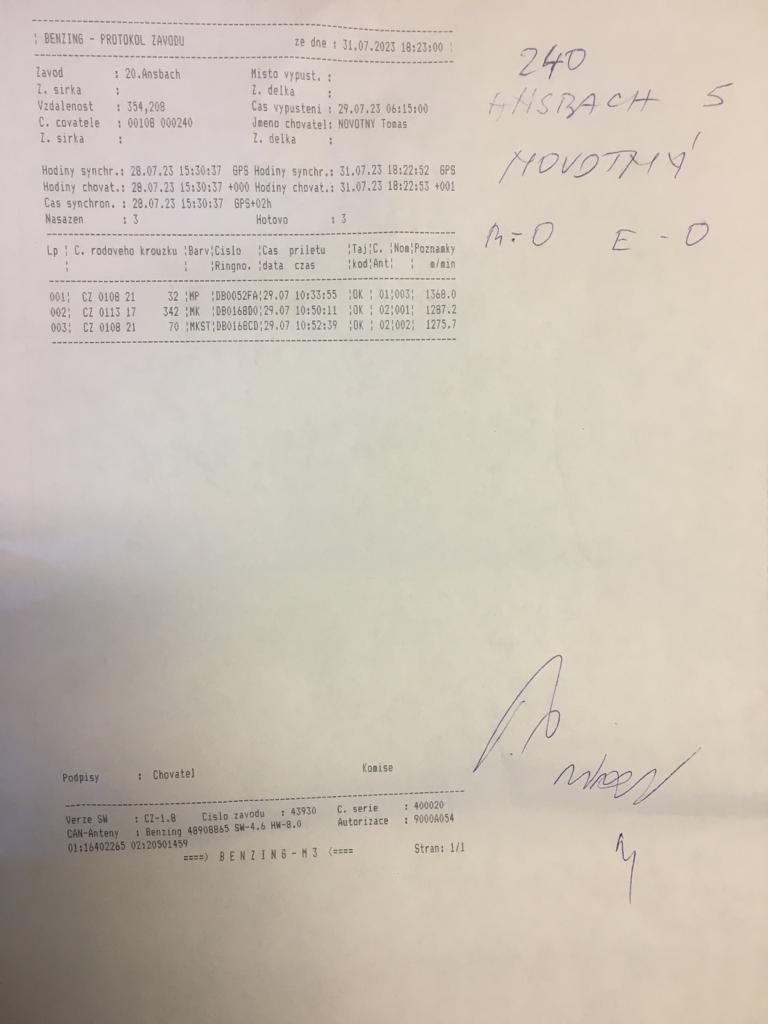 ¦ BENZING - PROTOKOL ZAVODU ze dne : 31.07.2023 18:23:00 ¦
Zavod : 20.Ansbach Misto vypust. :
Z. sirka : Z. delka :
Vzdalenost : 354,208 Cas vypusteni : 29.07.23 06:15:00
C. covatele : 00108 000240 Jmeno chovatel: NOVOTNY Tomas
Z. sirka : Z. delka :
Hodiny synchr.: 28.07.23 15:30:37 GPS Hodiny synchr.: 31.07.23 18:22:52 GPS
Hodiny chovat.: 28.07.23 15:30:37 +000 Hodiny chovat.: 31.07.23 18:22:53 +001
Cas synchron. : 28.07.23 15:30:37 GPS+02h
Nasazen : 3 Hotovo : 3
Lp ¦ C. rodoveho krouzku ¦Barv¦Cislo ¦Cas priletu ¦Taj¦C. ¦Nom¦Poznamky
¦ ¦ ¦Ringno. ¦data czas ¦kod¦Ant¦ ¦ m/min
001¦ CZ 0108 21 32 ¦MP ¦DB0052FA¦29.07 10:33:55 ¦OK ¦ 01¦003¦ 1368.0
002¦ CZ 0113 17 342 ¦MK ¦DB0168D0¦29.07 10:50:11 ¦OK ¦ 02¦001¦ 1287.2
003¦ CZ 0108 21 70 ¦MKST¦DB0168CD¦29.07 10:52:39 ¦OK ¦ 02¦002¦ 1275.7
240
ANSBACH 5
NOVOTNÝ
R=0 E - 0
Podpisy : Chovatel Komise
Verze SW : CZ-1.8 Cislo zavodu : 43930 C. serie : 400020
CAN-Anteny : Benzing 48908865 SW-4.6 HW-8.0 Autorizace : 9000A054
01:16402265 02:20501459
====) B E N Z I N G - M 3 (==== Stran: 1/1